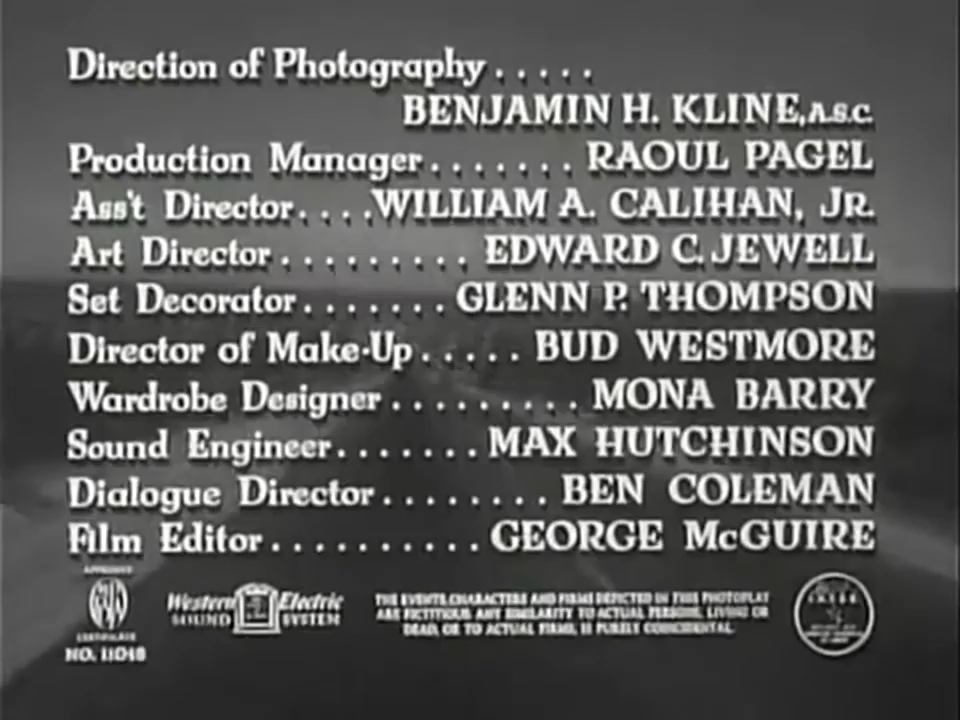 Direction of Photography . . . . .
BENJAMIN H. KLINE, A.S.C.
Production Manager . . . . . . . RAOUL PAGEL
Ass't Director. . . .WILLIAM A. CALIHAN, JR.
Art Director . . . . . . . . . EDWARD C. JEWELL
Set Decorator . . . . . . . GLENN P. THOMPSON
Director of Make-Up . . . . . BUD WESTMORE
Wardrobe Designer . . . . . . . . . MONA BARRY
Sound Engineer . . . . . . . MAX HUTCHINSON
Dialogue Director . . . . . . . . BEN COLEMAN
Film Editor . . . . . . . . . . GEORGE McGUIRE
APPROVED
CERTIFICATE
NO. 11048
Western Electric
SOUND SYSTEM
THE EVENTS, CHARACTERS AND FIRMS DEPICTED IN THIS PHOTOPLAY
ARE FICTITIOUS. ANY SIMILARITY TO ACTUAL PERSONS, LIVING OR
DEAD, OR TO ACTUAL FIRMS, IS PURELY COINCIDENTAL.